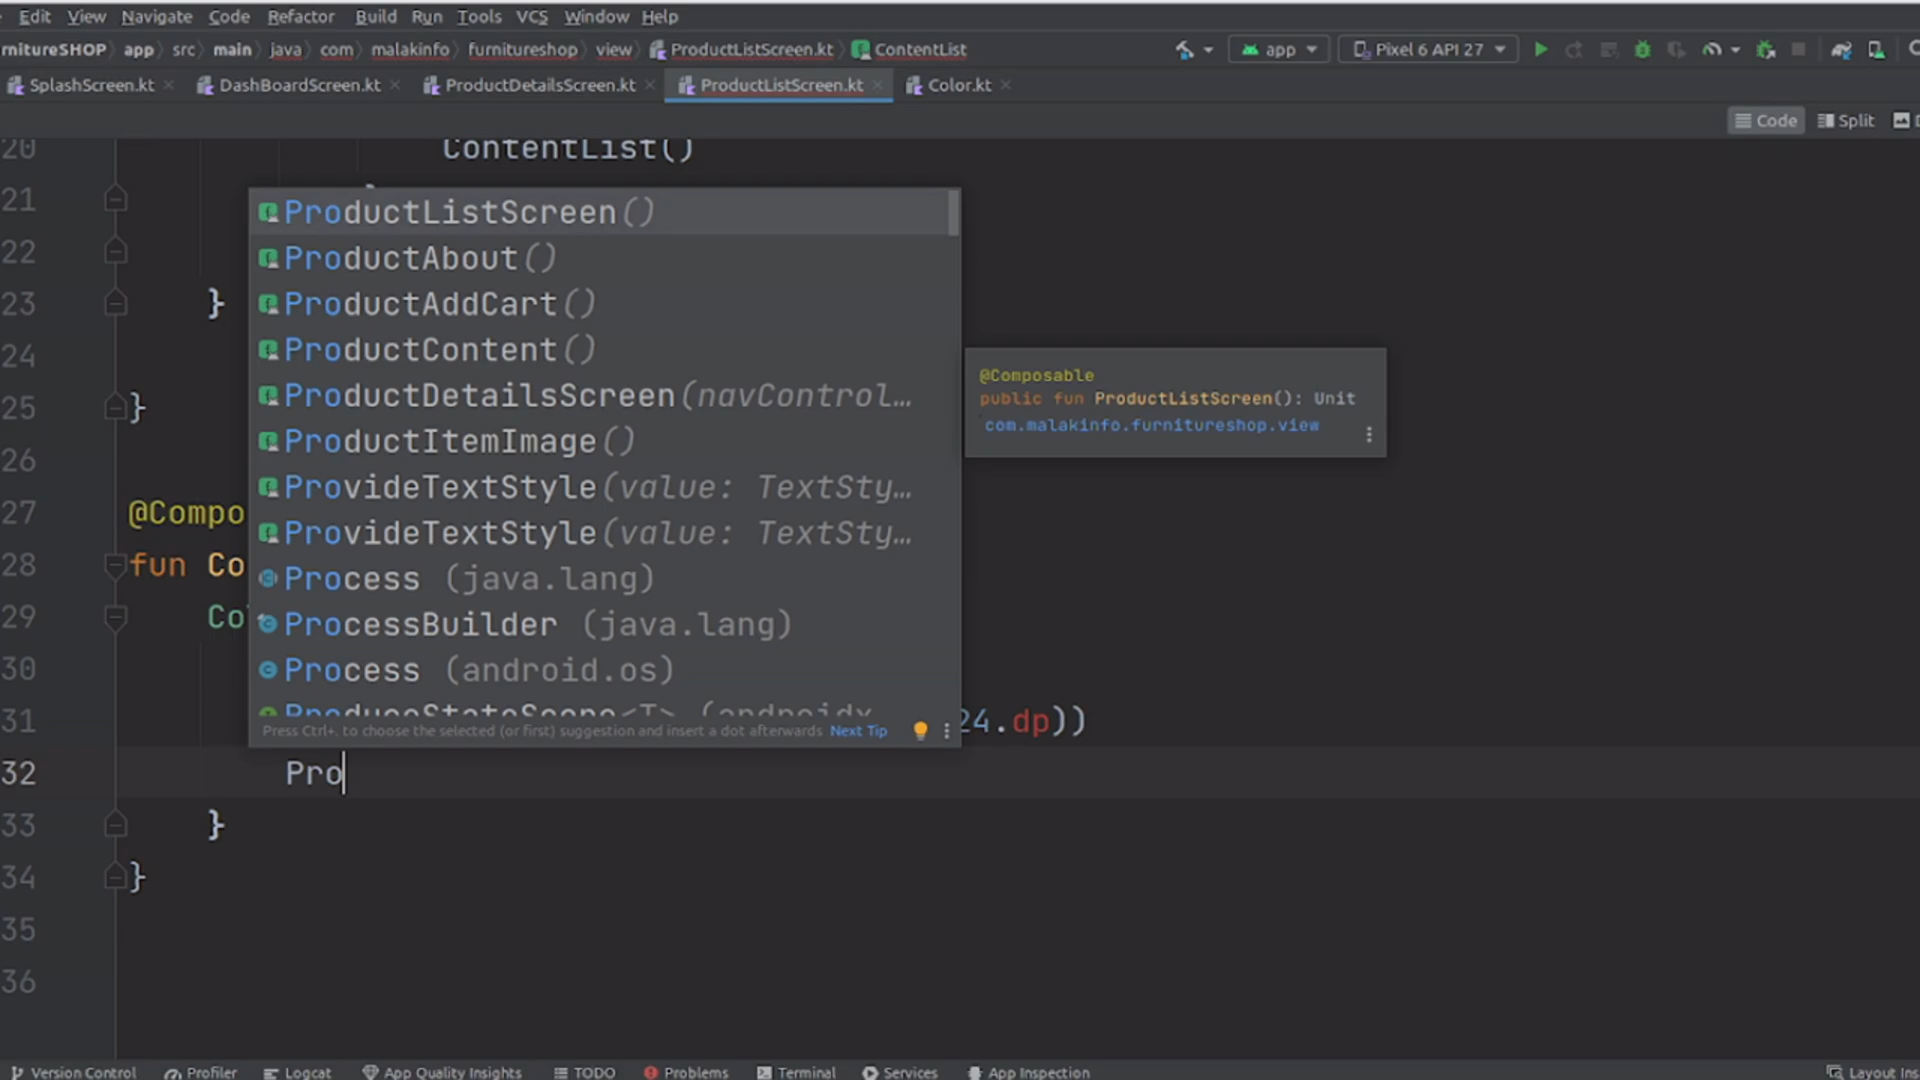 Edit View Navigate Code Refactor Build Run Tools VCS Window Help
rnitureSHOP app src main java com malakinfo furnitureshop view ProductListScreen.kt ContentList app Pixel 6 API 27
SplashScreen.kt DashBoardScreen.kt ProductDetailsScreen.kt ProductListScreen.kt Color.kt
Code Split
20 ContentList()
21
ProductListScreen()
22
ProductAbout()
23 }
ProductAddCart()
24
ProductContent()
25 }
ProductDetailsScreen(navControl…
26
ProductItemImage()
27 @Compo
ProvideTextStyle(value: TextSty…
ProvideTextStyle(value: TextSty…
28 fun Co
Process (java.lang)
29 Co
ProcessBuilder (java.lang)
30
Process (android.os)
ProduceStateScope<T> (androidx.
31 24.dp))
Press Ctrl+. to choose the selected (or first) suggestion and insert a dot afterwards Next Tip
@Composable
public fun ProductListScreen(): Unit
com.malakinfo.furnitureshop.view
32 Pro
33 }
34 }
35
36
Version Control Profiler Logcat App Quality Insights TODO Problems Terminal Services App Inspection Layout Ins